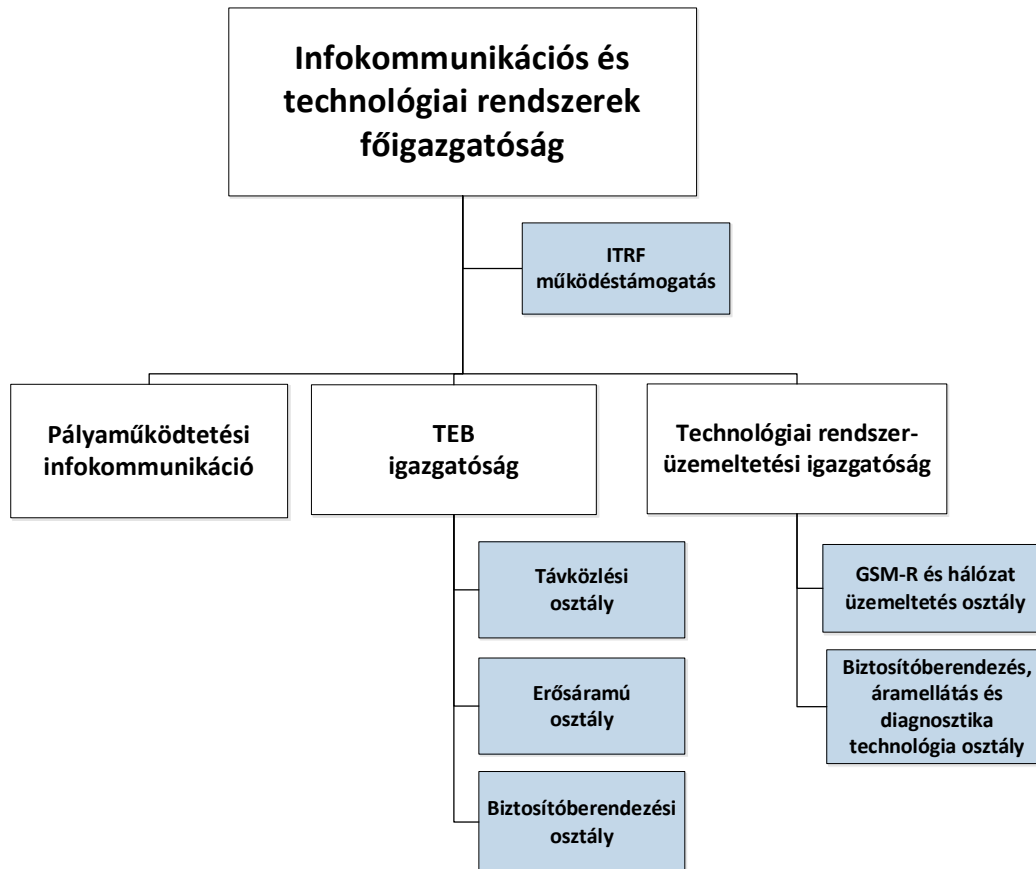 Infokommunikációs és
technológiai rendszerek
főigazgatóság
ITRF
működéstámogatás
Pályaműködtetési
infokommunikáció
TEB
igazgatóság
Technológiai rendszer-
üzemeltetési igazgatóság
Távközlési
osztály
Erősáramú
osztály
Biztosítóberendezési
osztály
GSM-R és hálózat
üzemeltetés osztály
Biztosítóberendezés,
áramellátás és
diagnosztika
technológia osztály